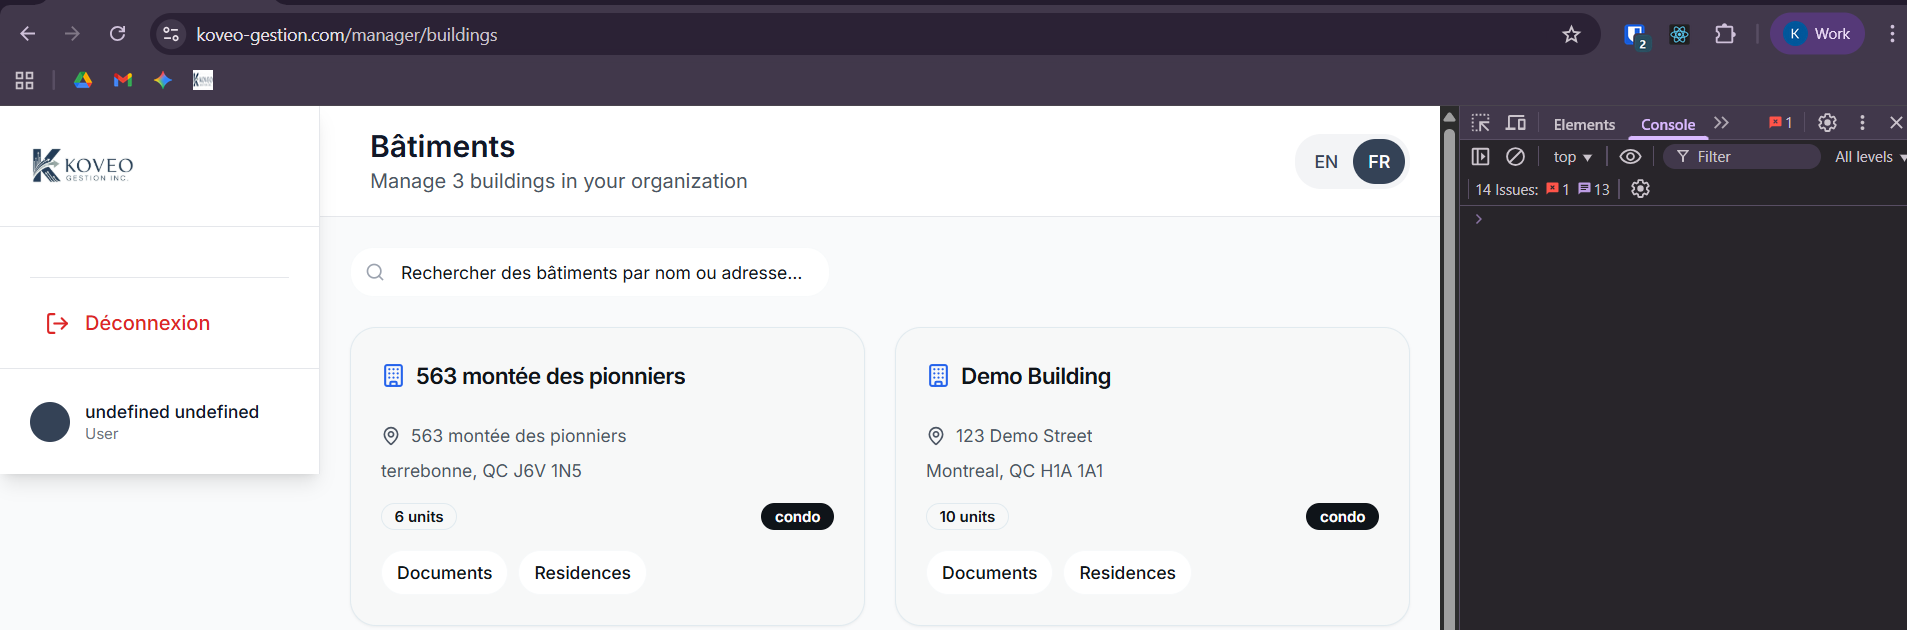 koveo-gestion.com/manager/buildings
2
K Work
KOVEO
GESTION INC.
Déconnexion
undefined undefined
User
Bâtiments
Manage 3 buildings in your organization
EN FR
Rechercher des bâtiments par nom ou adresse...
563 montée des pionniers
563 montée des pionniers
terrebonne, QC J6V 1N5
6 units condo
Documents Residences
Demo Building
123 Demo Street
Montreal, QC H1A 1A1
10 units condo
Documents Residences
Elements Console 1
top Filter All levels
14 Issues: 1 13